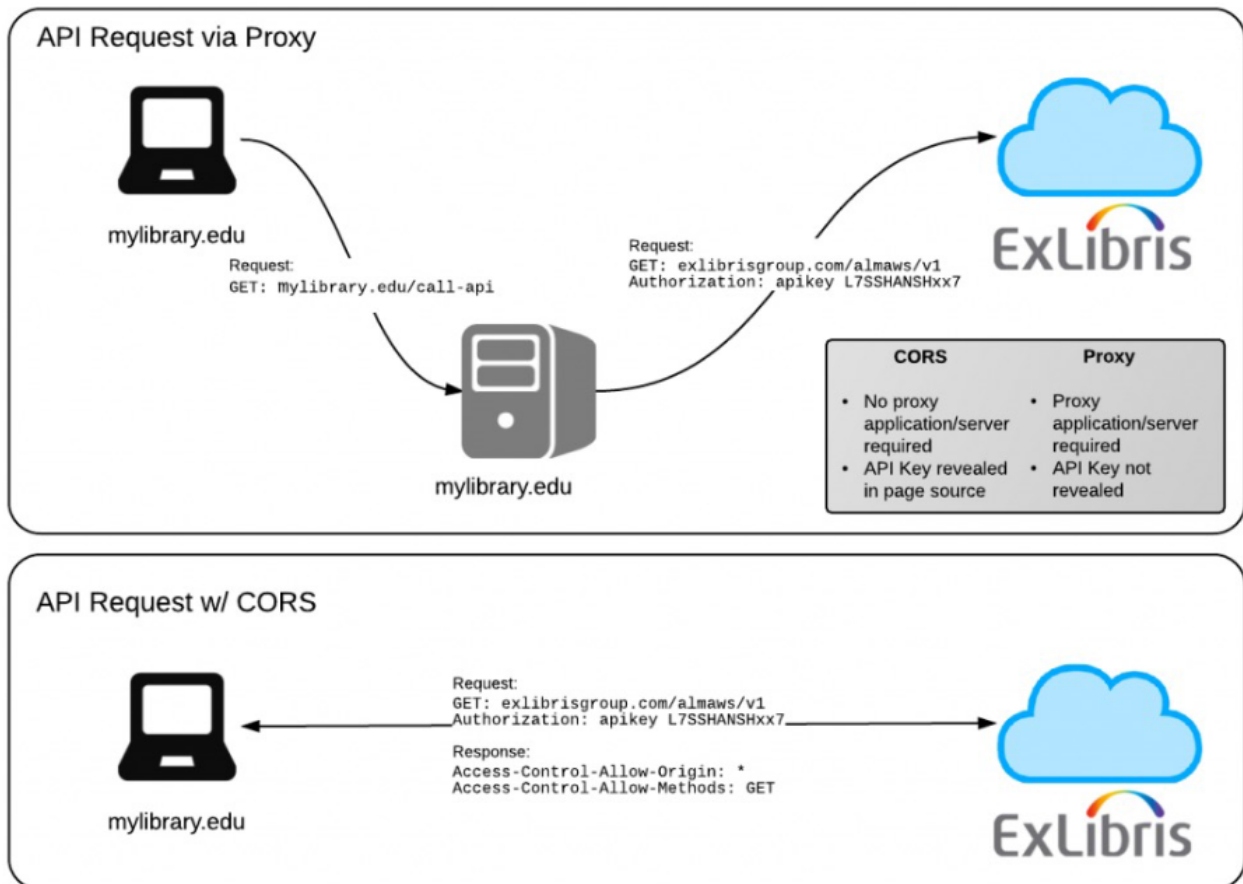 API Request via Proxy
mylibrary.edu
Request:
GET: Mylibrary.edu/call-api
mylibrary.edu
Request:
GET: exlibrisgroup.com/almaws/v1
Authorization: apikey L7SSHANSHxx7
ExLibris
CORS
• No proxy
application/server
required
• API Key revealed
in page source
Proxy
• Proxy
application/server
required
• API Key not
revealed
API Request w/ CORS
mylibrary.edu
Request:
GET: exlibrisgroup.com/almaws/v1
Authorization: apikey L7SSHANSHxx7
Response:
Access-Control-Allow-Origin: *
Access-Control-Allow-Methods: GET
ExLibris